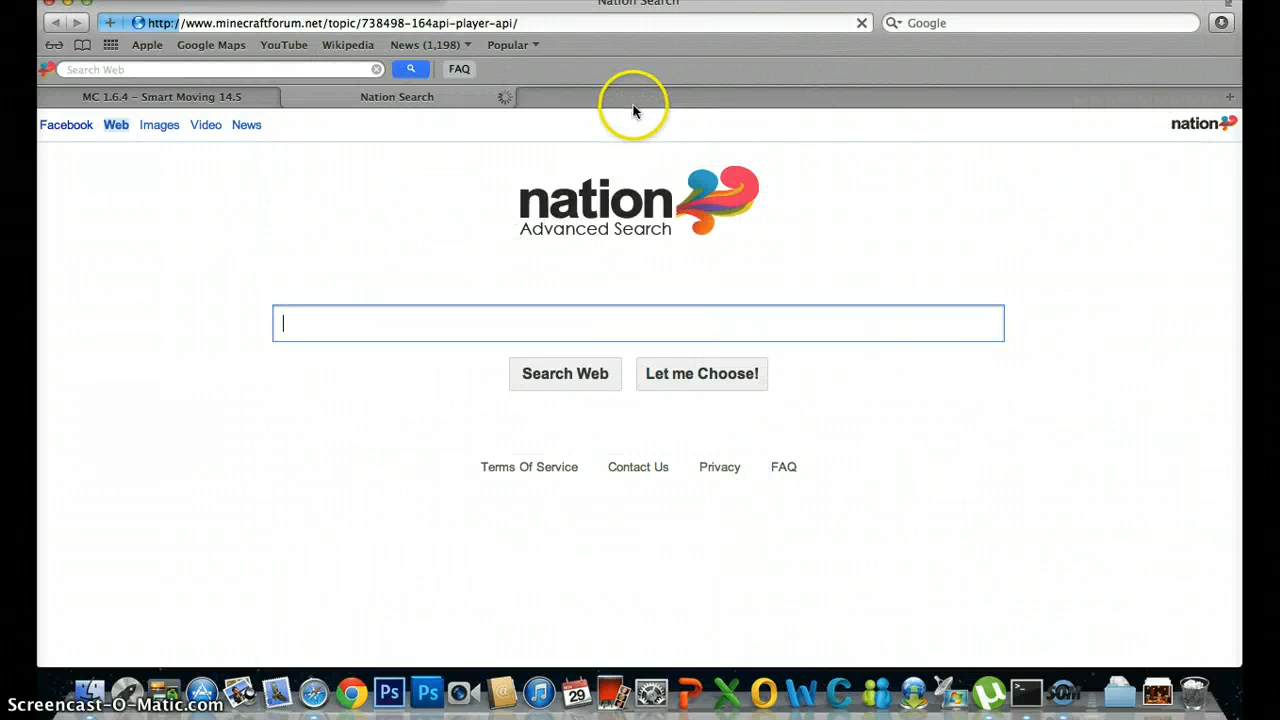 Nation Search
http://www.minecraftforum.net/topic/738498-164api-player-api/
Google
Apple Google Maps YouTube Wikipedia News (1,198) Popular
Search Web FAQ
MC 1.6.4 – Smart Moving 14.5 Nation Search
Facebook Web Images Video News
nation
nation
Advanced Search
Search Web Let me Choose!
Terms Of Service Contact Us Privacy FAQ
Ps Ps 29 P X O W C
Screencast-O-Matic.com